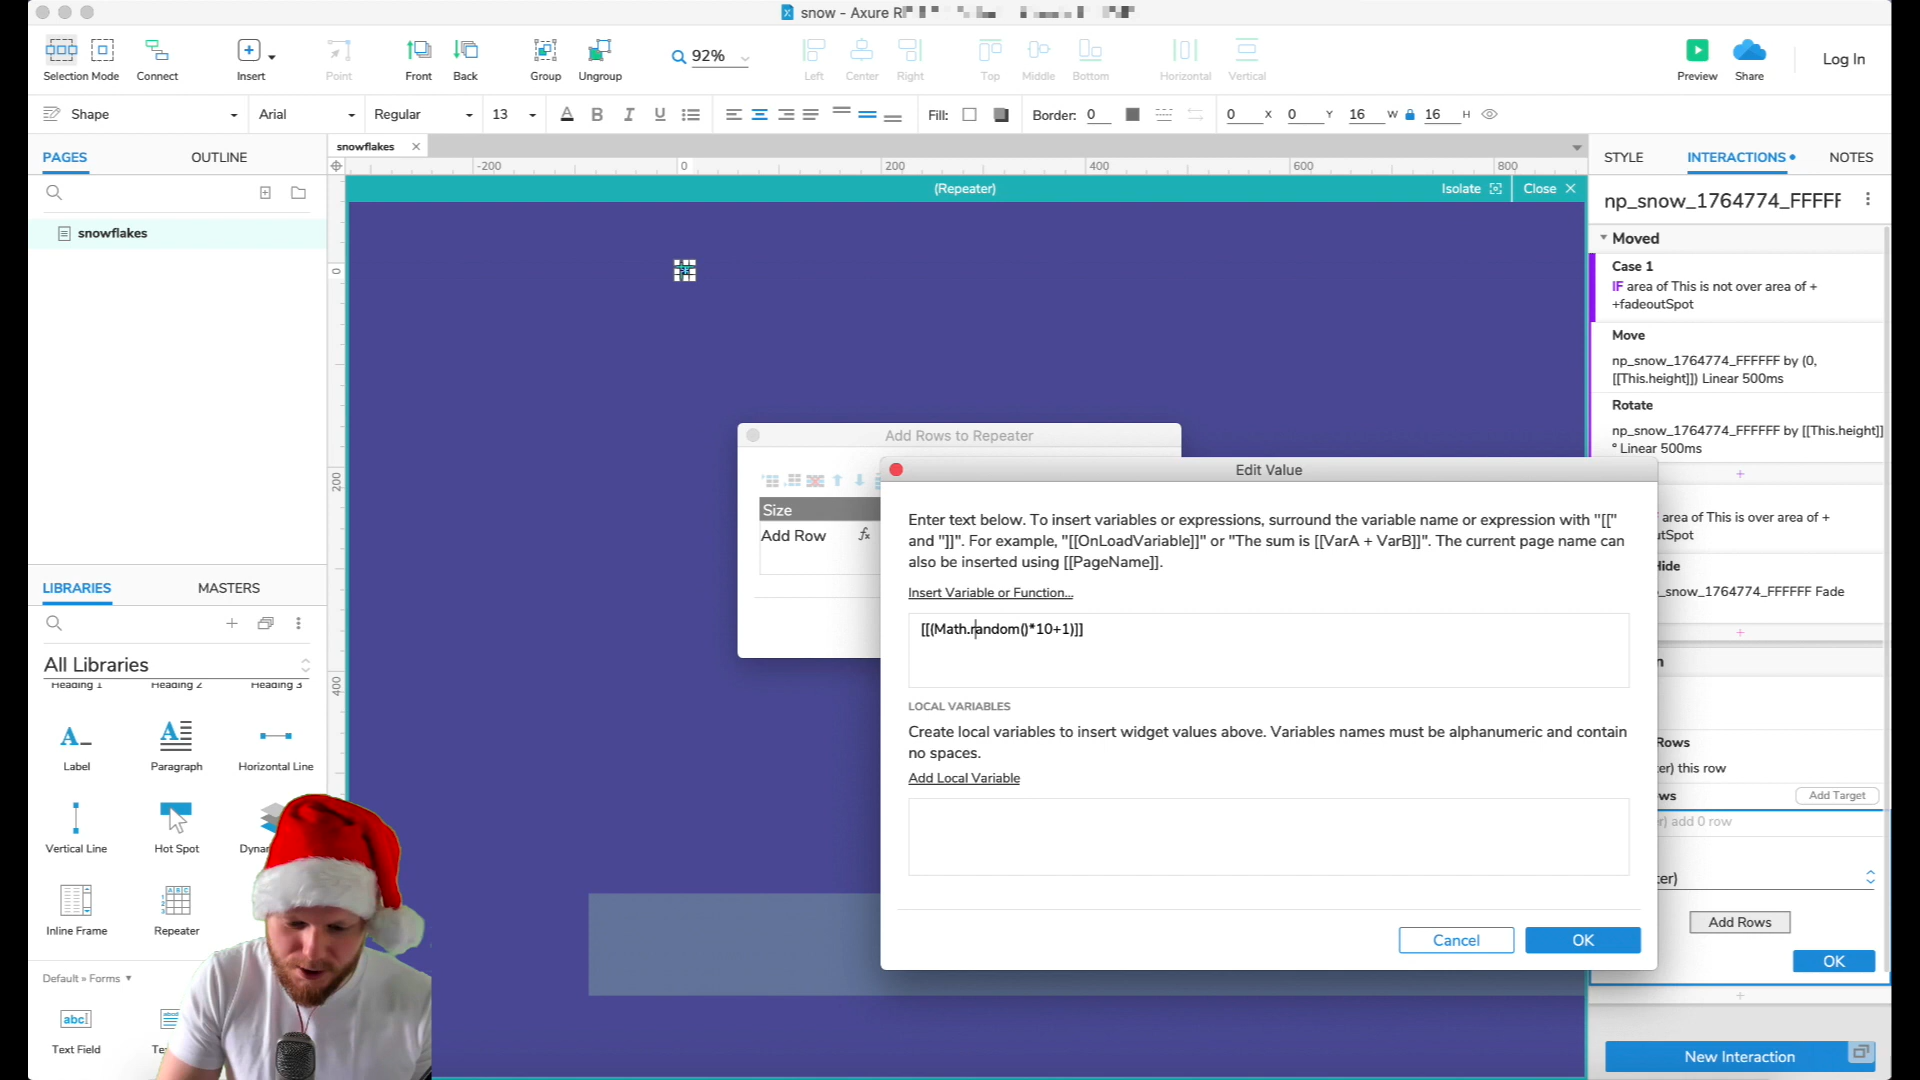 snow - Axure R
Selection Mode
Connect
Insert
Point
Front
Back
Group
Ungroup
92%
Left
Center
Right
Top
Middle
Bottom
Horizontal
Vertical
Preview
Share
Log In
Shape
Arial
Regular
13
A B I U
Fill:
Border: 0
0 X 0 Y 16 W 16 H
PAGES OUTLINE
snowflakes
snowflakes
STYLE INTERACTIONS NOTES
-200 0 200 400 600 800
0
200
400
(Repeater)
Isolate
Close
np_snow_1764774_FFFFF
Moved
Case 1
IF area of This is not over area of +
+fadeoutSpot
Move
np_snow_1764774_FFFFFF by (0,
[[This.height]]) Linear 500ms
Rotate
np_snow_1764774_FFFFFF by [[This.height]]
° Linear 500ms
area of This is over area of +
utSpot
Hide
_snow_1764774_FFFFFF Fade
n
Rows
er) this row
ws
Add Target
r) add 0 row
ter)
Add Rows
OK
New Interaction
Add Rows to Repeater
Size
Add Row
fx
Edit Value
Enter text below. To insert variables or expressions, surround the variable name or expression with "[["
and "]]". For example, "[[OnLoadVariable]]" or "The sum is [[VarA + VarB]]". The current page name can
also be inserted using [[PageName]].
Insert Variable or Function...
[[(Math.random()*10+1)]]
LOCAL VARIABLES
Create local variables to insert widget values above. Variables names must be alphanumeric and contain
no spaces.
Add Local Variable
Cancel
OK
LIBRARIES MASTERS
All Libraries
Heading 1
Heading 2
Heading 3
Label
Paragraph
Horizontal Line
Vertical Line
Hot Spot
Dynam
Inline Frame
Repeater
Default » Forms
Text Field
Te